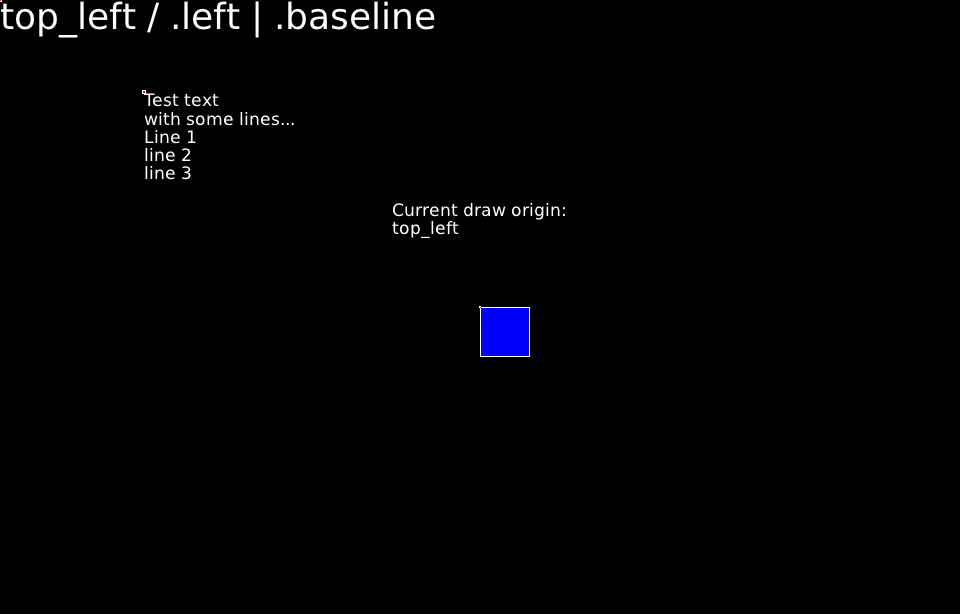 top_left / .left | .baseline
Test text
with some lines...
Line 1
line 2
line 3
Current draw origin:
top_left